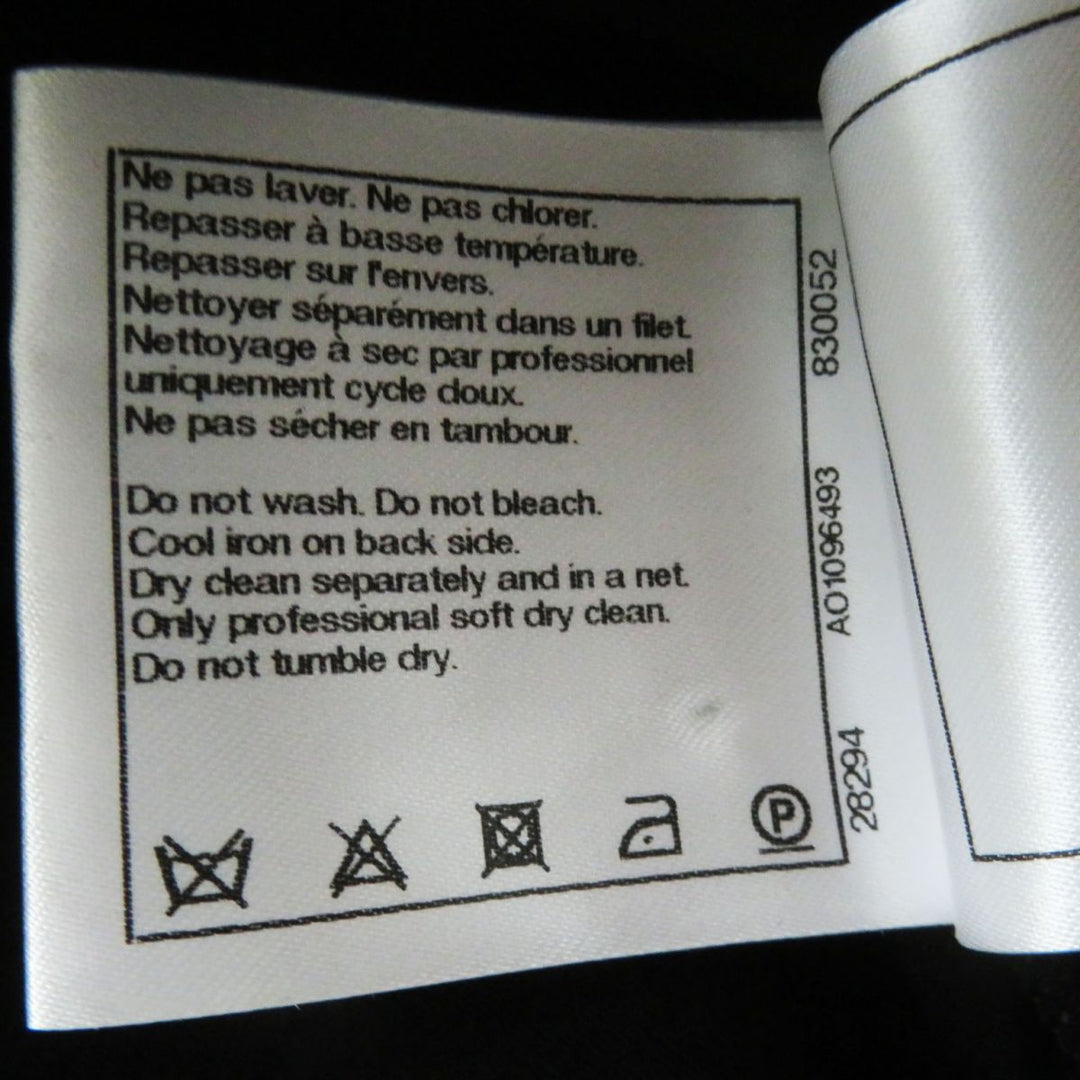 Ne pas laver. Ne pas chlorer.
Repasser à basse température.
Repasser sur l'envers.
Nettoyer séparément dans un filet.
Nettoyage à sec par professionnel
uniquement cycle doux.
Ne pas sécher en tambour.
Do not wash. Do not bleach.
Cool iron on back side.
Dry clean separately and in a net.
Only professional soft dry clean.
Do not tumble dry.
P
28294
AO1096493
830052